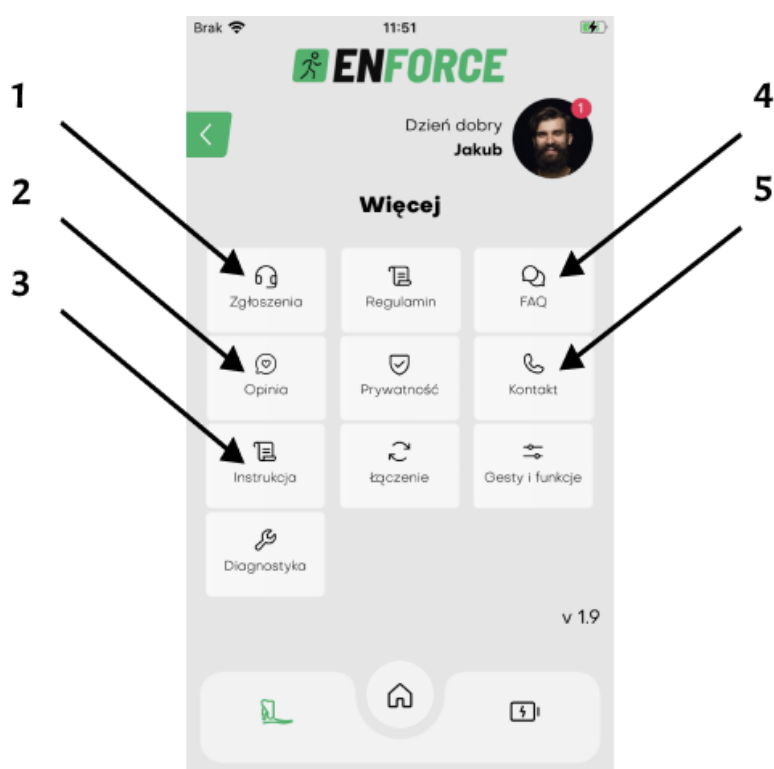 Brak 11:51
ENFORCE
1
4
1
Dzień dobry
Jakub
2
5
Więcej
3
Zgłoszenia Regulamin FAQ
Opinia Prywatność Kontakt
Instrukcja Łączenie Gesty i funkcje
Diagnostyka
v 1.9